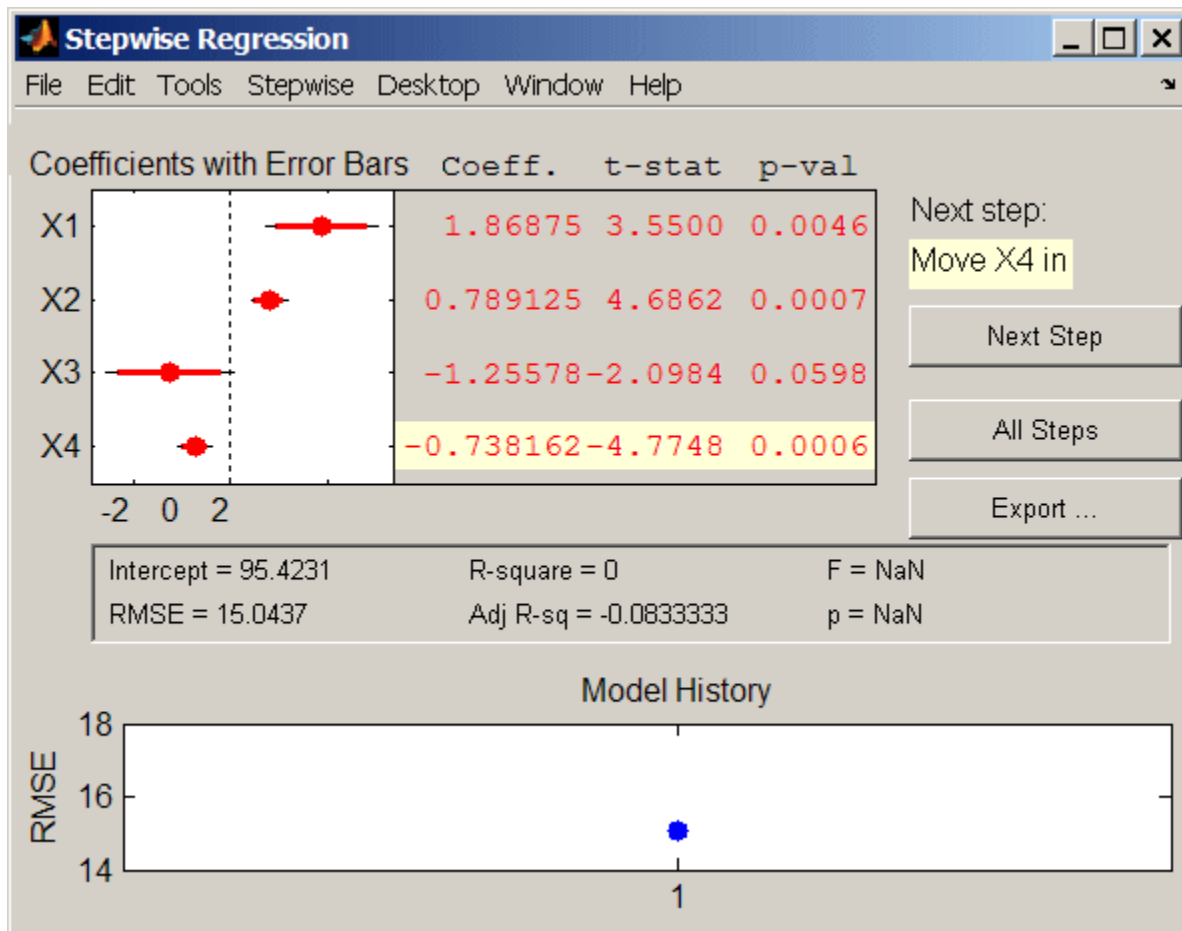 Stepwise Regression
File Edit Tools Stepwise Desktop Window Help
Coefficients with Error Bars Coeff. t-stat p-val
X1 1.86875 3.5500 0.0046
X2 0.789125 4.6862 0.0007
X3 -1.25578 -2.0984 0.0598
X4 -0.738162 -4.7748 0.0006
-2 0 2
Next step:
Move X4 in
Next Step
All Steps
Export ...
Intercept = 95.4231 R-square = 0 F = NaN
RMSE = 15.0437 Adj R-sq = -0.0833333 p = NaN
Model History
RMSE
18
16
14
1